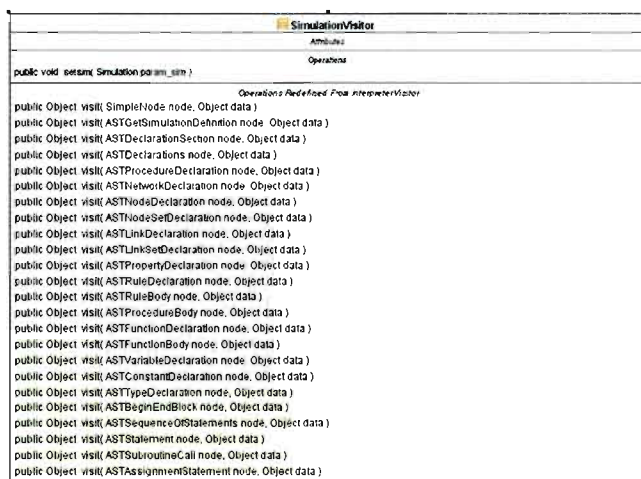 SimulationVisitor
Attributes
Operations
public void setsim( Simulation param_sim )
Operations Redefined From InterpreterVisitor
public Object visit( SimpleNode node, Object data )
public Object visit( ASTGetSimulationDefinition node, Object data )
public Object visit( ASTDeclarationSection node, Object data )
public Object visit( ASTDeclarations node, Object data )
public Object visit( ASTProcedureDeclaration node, Object data )
public Object visit( ASTNetworkDeclaration node, Object data )
public Object visit( ASTNodeDeclaration node, Object data )
public Object visit( ASTNodeSetDeclaration node, Object data )
public Object visit( ASTLinkDeclaration node, Object data )
public Object visit( ASTLinkSetDeclaration node, Object data )
public Object visit( ASTPropertyDeclaration node, Object data )
public Object visit( ASTRuleDeclaration node, Object data )
public Object visit( ASTRuleBody node, Object data )
public Object visit( ASTProcedureBody node, Object data )
public Object visit( ASTFunctionDeclaration node, Object data )
public Object visit( ASTFunctionBody node, Object data )
public Object visit( ASTVariableDeclaration node, Object data )
public Object visit( ASTConstantDeclaration node, Object data )
public Object visit( ASTTypeDeclaration node, Object data )
public Object visit( ASTBeginEndBlock node, Object data )
public Object visit( ASTSequenceOfStatements node, Object data )
public Object visit( ASTStatement node, Object data )
public Object visit( ASTSubroutineCall node, Object data )
public Object visit( ASTAssignmentStatement node, Object data )